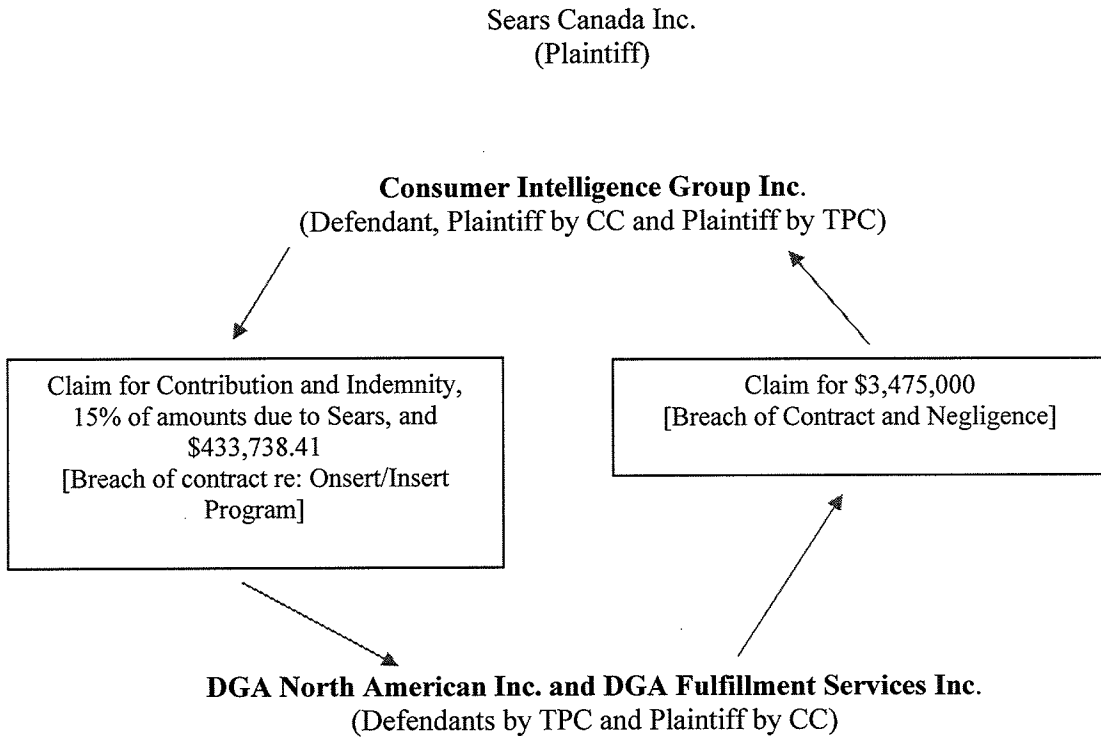 Sears Canada Inc.
(Plaintiff)
Consumer Intelligence Group Inc.
(Defendant, Plaintiff by CC and Plaintiff by TPC)
Claim for Contribution and Indemnity,
15% of amounts due to Sears, and
$433,738.41
[Breach of contract re: Onsert/Insert
Program]
Claim for $3,475,000
[Breach of Contract and Negligence]
DGA North American Inc. and DGA Fulfillment Services Inc.
(Defendants by TPC and Plaintiff by CC)